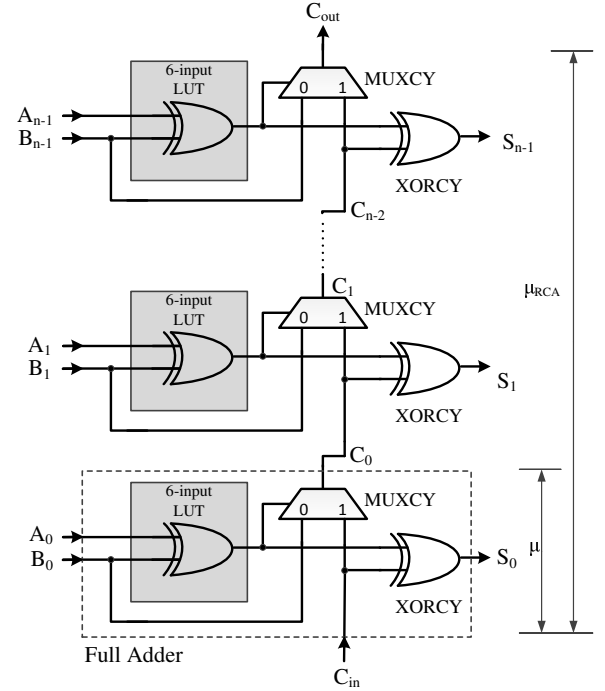 C_out
6-input
LUT
0 1
MUXCY
A_n-1
B_n-1
S_n-1
XORCY
C_n-2
μ_RCA
C_1
6-input
LUT
0 1
MUXCY
A_1
B_1
S_1
XORCY
C_0
6-input
LUT
0 1
MUXCY
A_0
B_0
S_0
μ
XORCY
Full Adder
C_in